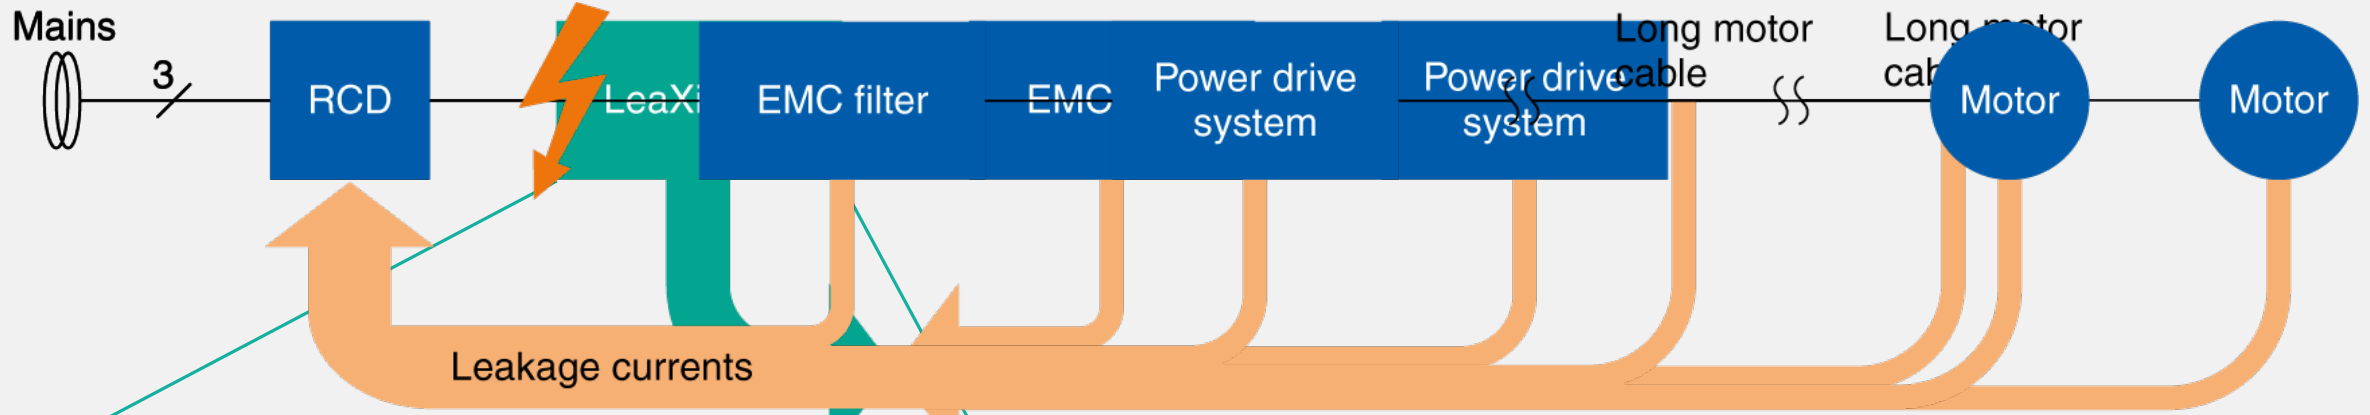 Mains
3
RCD
LeaXi
EMC filter
EMC
Power drive
system
Power drive
system
Long motor
cable
Long motor
cab
Motor
Motor
Leakage currents